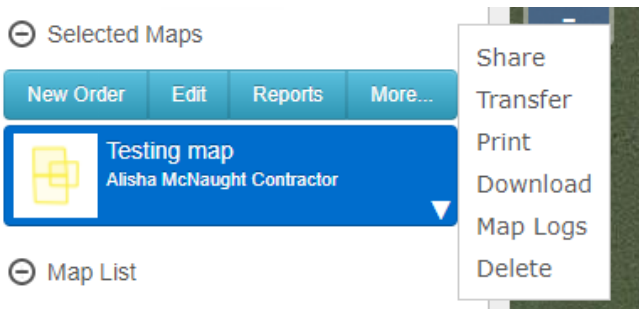 Selected Maps
New Order Edit Reports More...
Testing map
Alisha McNaught Contractor
Map List
Share
Transfer
Print
Download
Map Logs
Delete